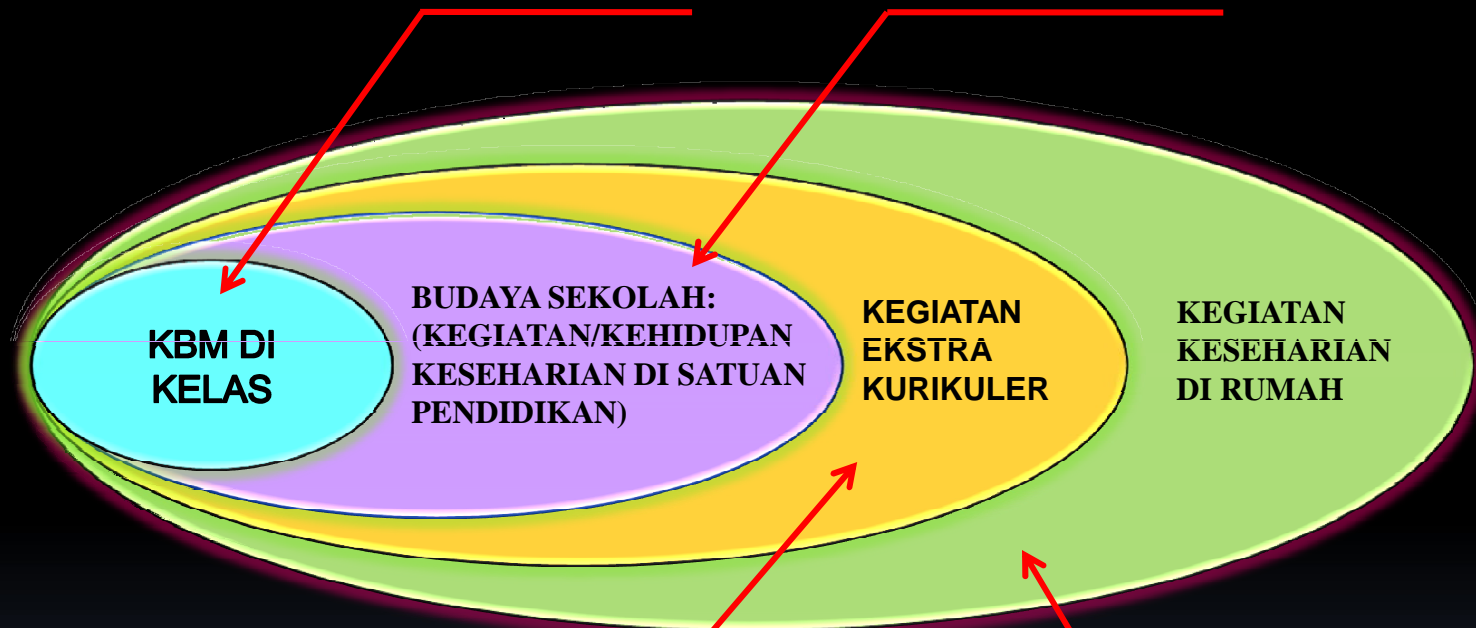 KBM DI
KELAS
BUDAYA SEKOLAH:
(KEGIATAN/KEHIDUPAN
KESEHARIAN DI SATUAN
PENDIDIKAN)
KEGIATAN
EKSTRA
KURIKULER
KEGIATAN
KESEHARIAN
DI RUMAH